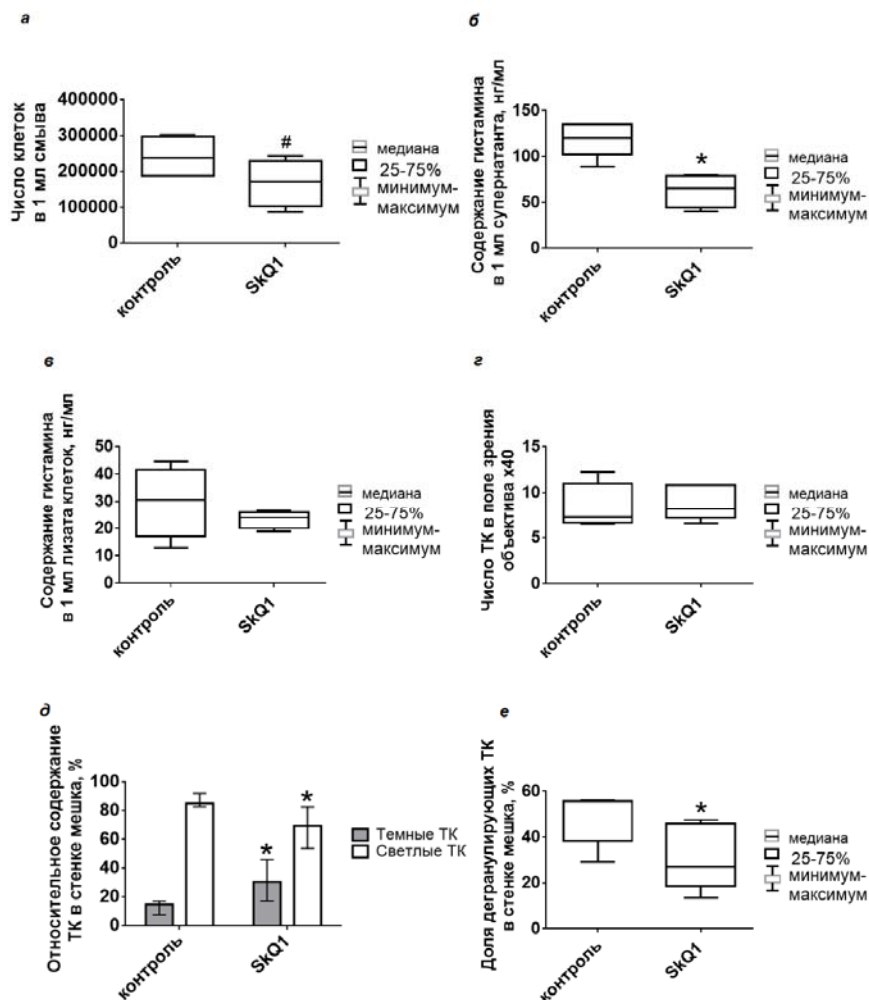 а
Число клеток
в 1 мл смыва
400000
300000
200000
100000
0
#
контроль
SkQ1
медиана
25-75%
минимум-
максимум
б
Содержание гистамина
в 1 мл супернатанта, нг/мл
150
100
50
0
*
контроль
SkQ1
медиана
25-75%
минимум-
максимум
в
Содержание гистамина
в 1 мл лизата клеток, нг/мл
50
40
30
20
10
0
контроль
SkQ1
г
Число ТК в поле зрения
объектива х40
15
10
5
0
контроль
SkQ1
медиана
25-75%
минимум-
максимум
д
Относительное содержание
ТК в стенке мешка, %
100
80
60
40
20
0
*
*
контроль
SkQ1
Темные ТК
Светлые ТК
е
Доля дегранулирующих ТК
в стенке мешка, %
60
40
20
0
*
контроль
SkQ1
медиана
25-75%
минимум-
максимум